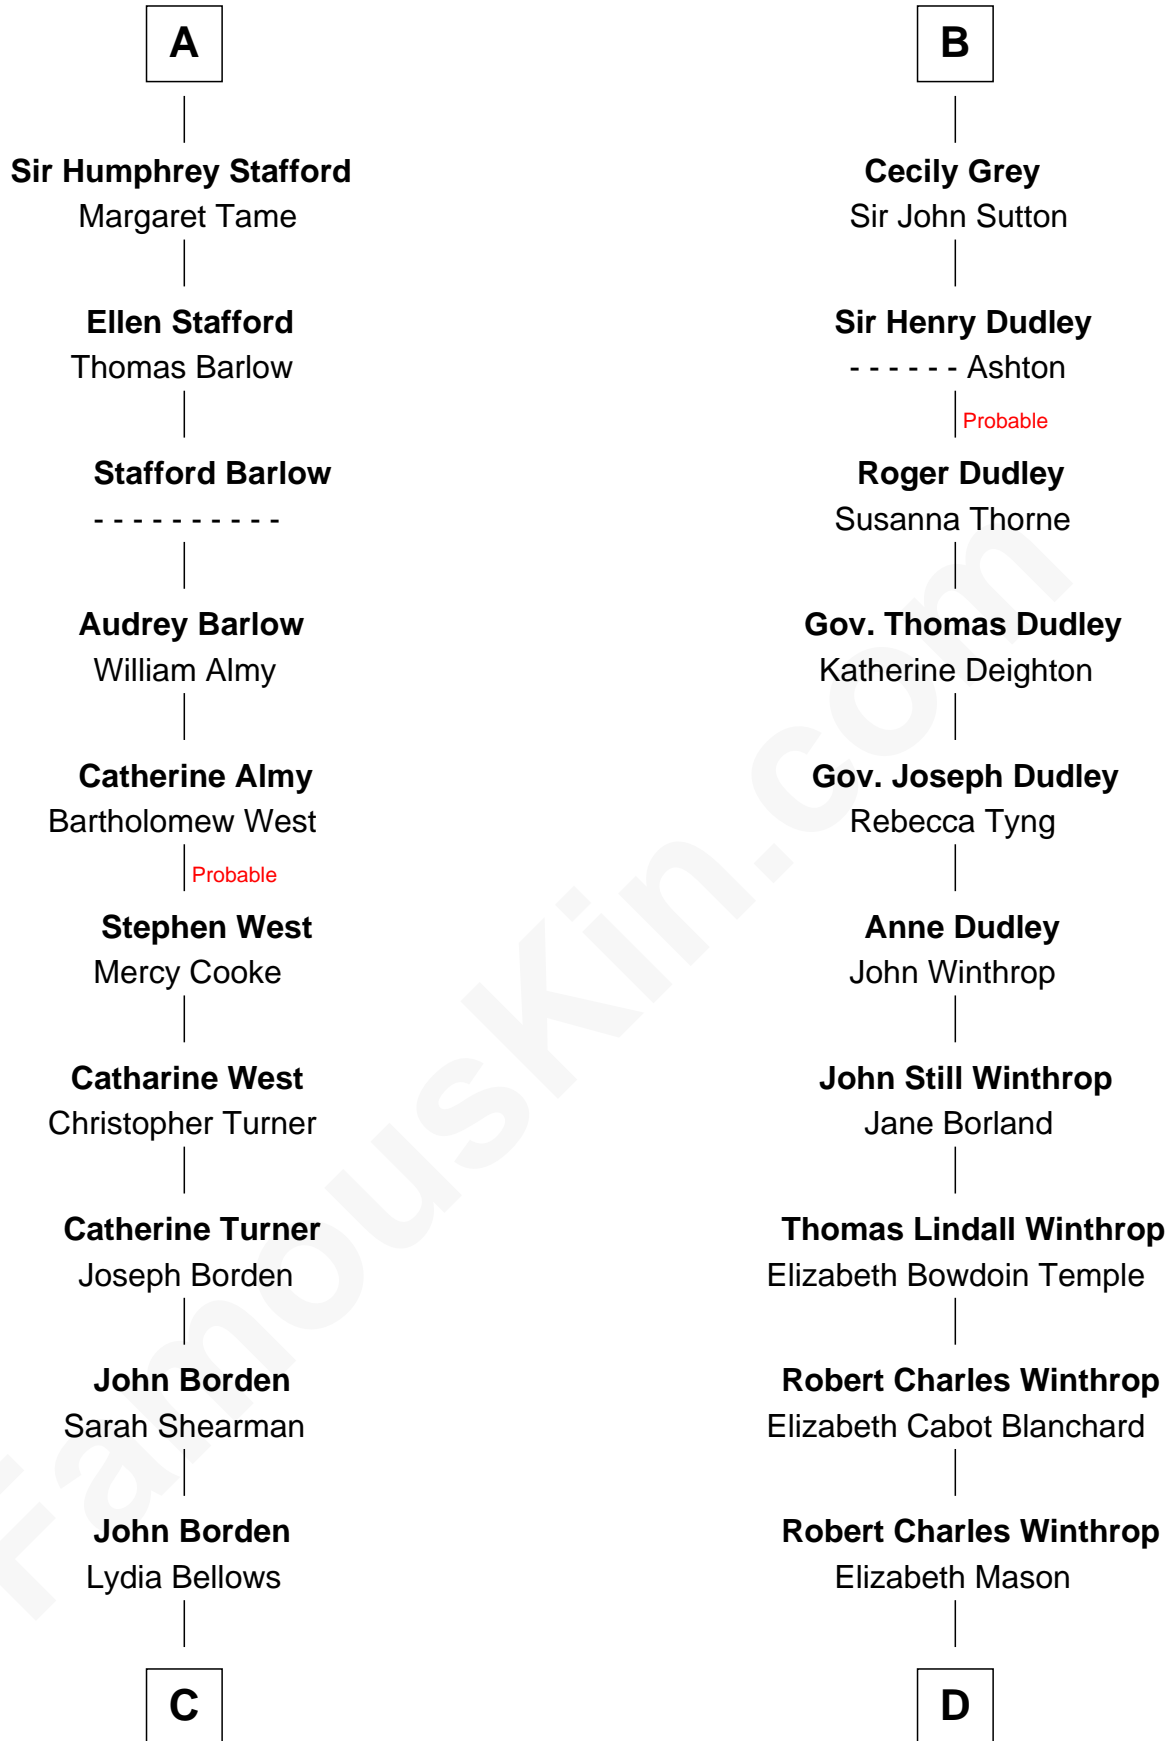 A
Sir Humphrey Stafford
Margaret Tame
Ellen Stafford
Thomas Barlow
Stafford Barlow
- - - - - - - - - -
Audrey Barlow
William Almy
Catherine Almy
Bartholomew West
Probable
Stephen West
Mercy Cooke
Catharine West
Christopher Turner
Catherine Turner
Joseph Borden
John Borden
Sarah Shearman
John Borden
Lydia Bellows
C
B
Cecily Grey
Sir John Sutton
Sir Henry Dudley
- - - - - - Ashton
Probable
Roger Dudley
Susanna Thorne
Gov. Thomas Dudley
Katherine Deighton
Gov. Joseph Dudley
Rebecca Tyng
Anne Dudley
John Winthrop
John Still Winthrop
Jane Borland
Thomas Lindall Winthrop
Elizabeth Bowdoin Temple
Robert Charles Winthrop
Elizabeth Cabot Blanchard
Robert Charles Winthrop
Elizabeth Mason
D
FamousKin.com